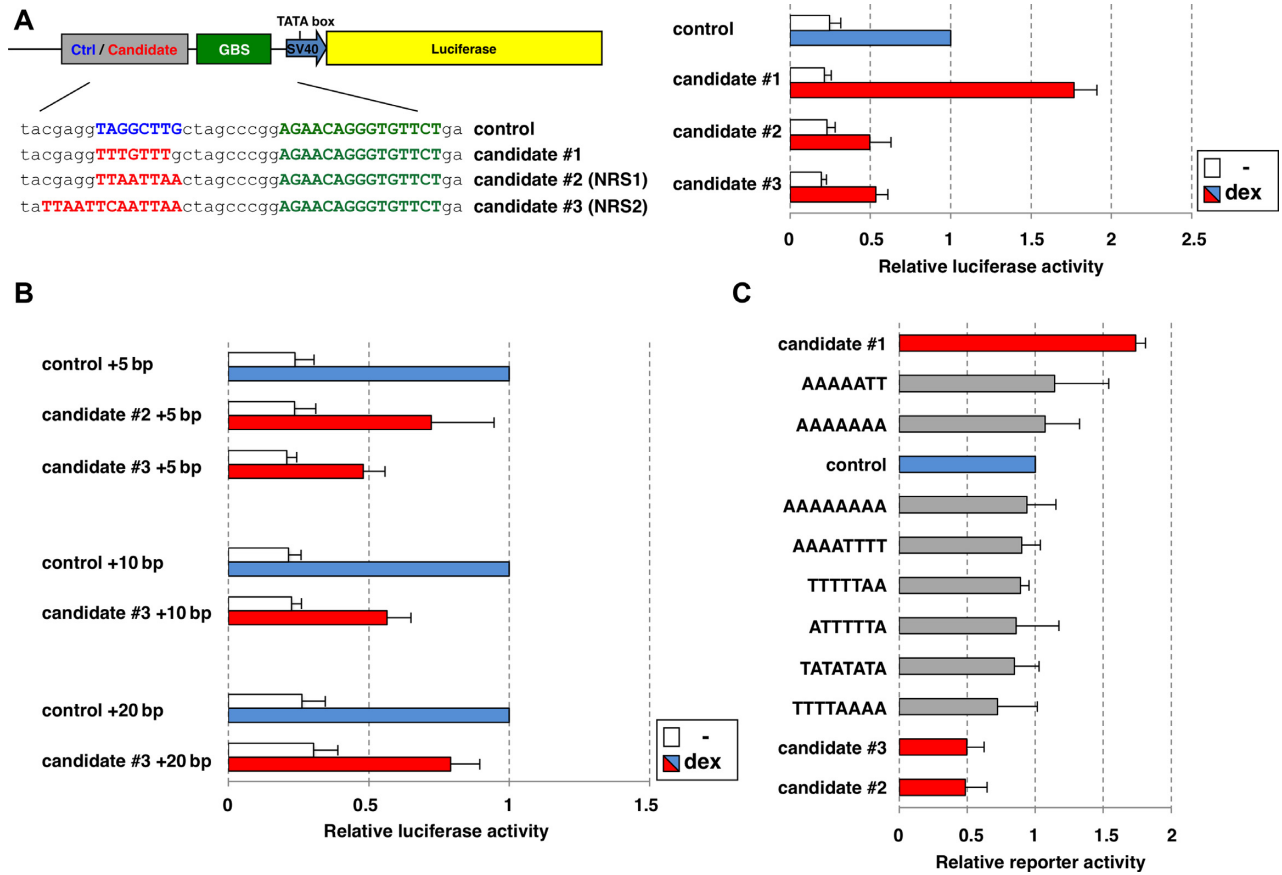 A
TATA box
Ctrl / Candidate
GBS
SV40
Luciferase
tacgaggTAGGCTTGctagcccggAGAACAGGGTGTTCTga control
tacgaggTTTGTTTgctagcccggAGAACAGGGTGTTCTga candidate #1
tacgaggTTAATTAActagcccggAGAACAGGGTGTTCTga candidate #2 (NRS1)
taTTAATTCAATTAActagcccggAGAACAGGGTGTTCTga candidate #3 (NRS2)
control
candidate #1
candidate #2
candidate #3
-
dex
0 0.5 1 1.5 2 2.5
Relative luciferase activity
B
control +5 bp
candidate #2 +5 bp
candidate #3 +5 bp
control +10 bp
candidate #3 +10 bp
control +20 bp
candidate #3 +20 bp
-
dex
0 0.5 1 1.5
Relative luciferase activity
C
candidate #1
AAAAATT
AAAAAAA
control
AAAAAAAA
AAAATTTT
TTTTTAA
ATTTTTA
TATATATA
TTTTAAAA
candidate #3
candidate #2
0 0.5 1 1.5 2
Relative reporter activity